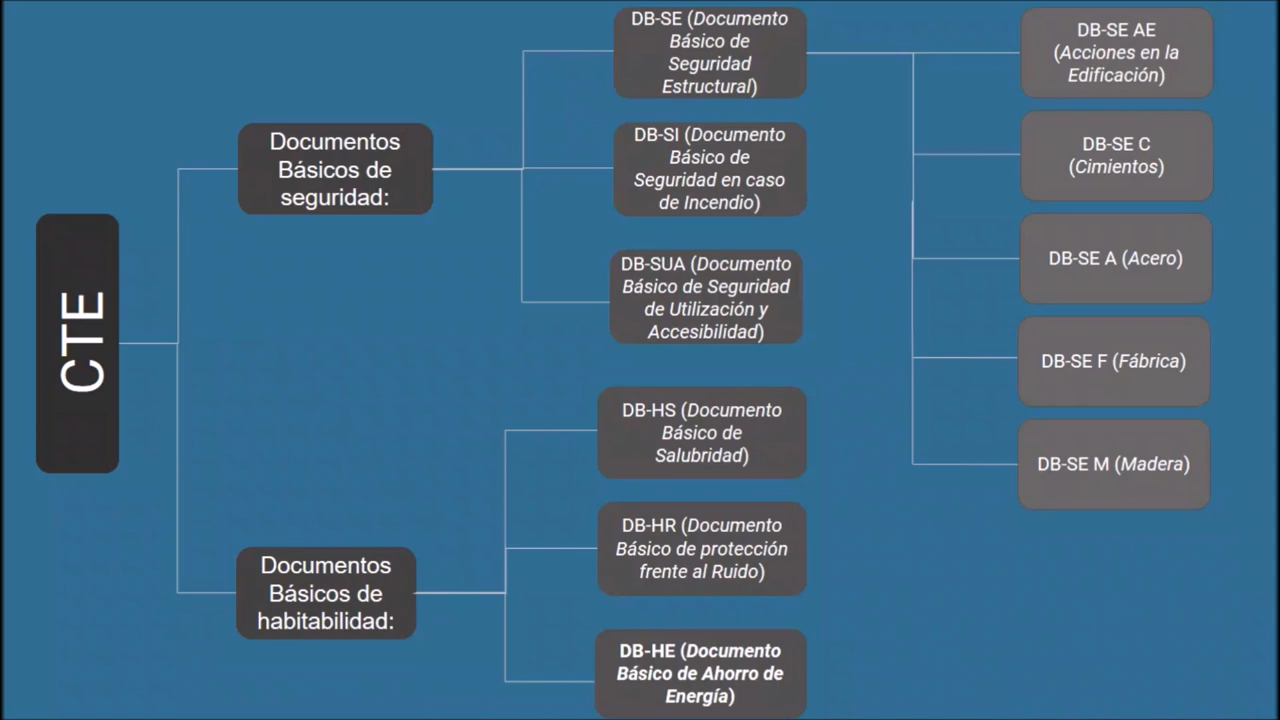 CTE
Documentos
Básicos de
seguridad:
DB-SE (Documento
Básico de
Seguridad
Estructural)
DB-SI (Documento
Básico de
Seguridad en caso
de Incendio)
DB-SUA (Documento
Básico de Seguridad
de Utilización y
Accesibilidad)
DB-SE AE
(Acciones en la
Edificación)
DB-SE C
(Cimientos)
DB-SE A (Acero)
DB-SE F (Fábrica)
DB-SE M (Madera)
Documentos
Básicos de
habitabilidad:
DB-HS (Documento
Básico de
Salubridad)
DB-HR (Documento
Básico de protección
frente al Ruido)
DB-HE (Documento
Básico de Ahorro de
Energía)